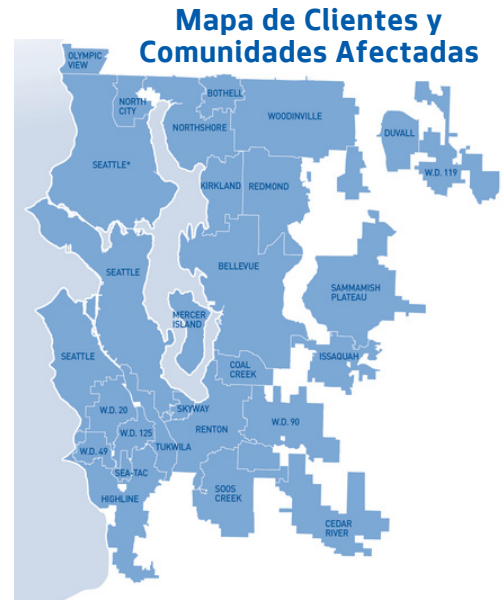 Mapa de Clientes y
Comunidades Afectadas
OLYMPIC
VIEW
NORTH
CITY
BOTHELL
NORTHSHORE
WOODINVILLE
DUVALL
W.D. 119
SEATTLE*
KIRKLAND
REDMOND
SEATTLE
BELLEVUE
SAMMAMISH
PLATEAU
MERCER
ISLAND
SEATTLE
ISSAQUAH
COAL
CREEK
W.D. 20
SKYWAY
W.D. 90
W.D. 125
RENTON
W.D. 49
TUKWILA
SEA-TAC
HIGHLINE
SOOS
CREEK
CEDAR
RIVER